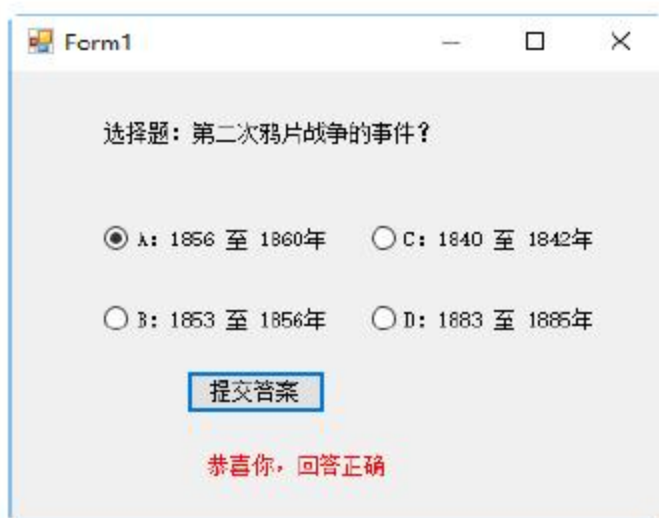 Form1
选择题：第二次鸦片战争的事件？
A：1856 至 1860年 C：1840 至 1842年
B：1853 至 1856年 D：1883 至 1885年
提交答案
恭喜你，回答正确